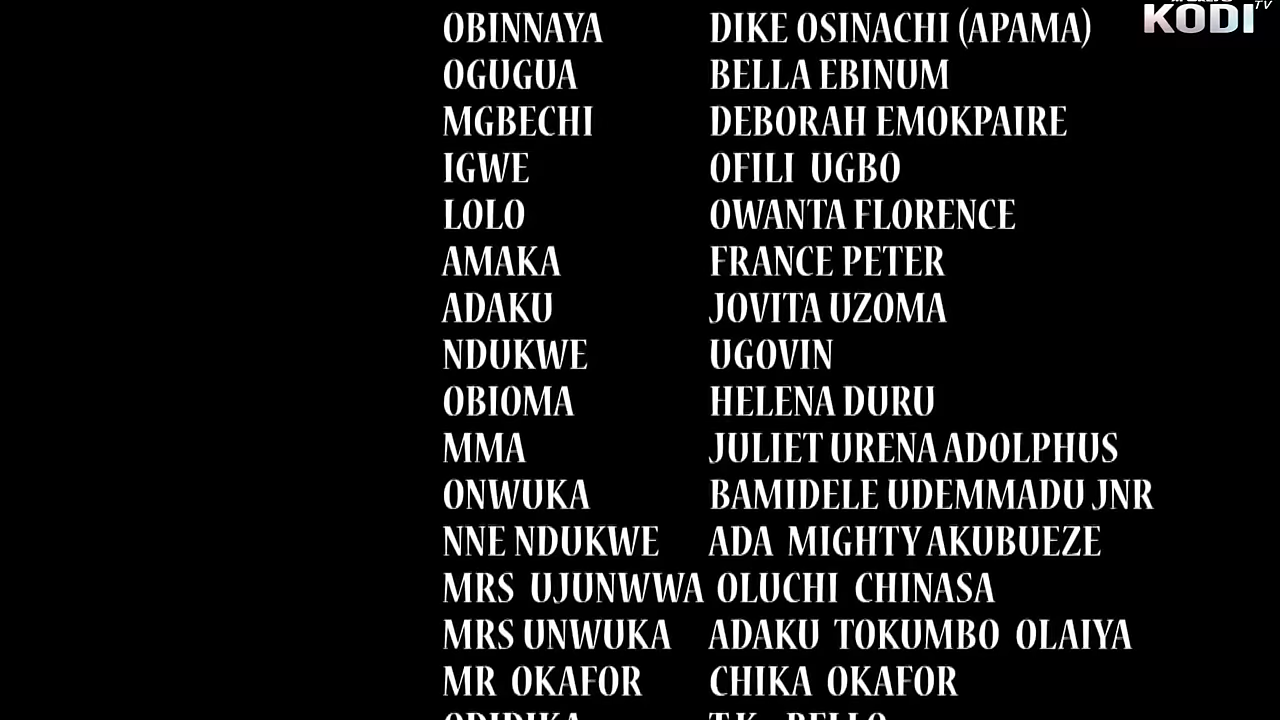 KODI TV
OBINNAYA DIKE OSINACHI (APAMA)
OGUGUA BELLA EBINUM
MGBECHI DEBORAH EMOKPAIRE
IGWE OFILI UGBO
LOLO OWANTA FLORENCE
AMAKA FRANCE PETER
ADAKU JOVITA UZOMA
NDUKWE UGOVIN
OBIOMA HELENA DURU
MMA JULIET URENA ADOLPHUS
ONWUKA BAMIDELE UDEMMADU JNR
NNE NDUKWE ADA MIGHTY AKUBUEZE
MRS UJUNWWA OLUCHI CHINASA
MRS UNWUKA ADAKU TOKUMBO OLAIYA
MR OKAFOR CHIKA OKAFOR
T.K. BELLO